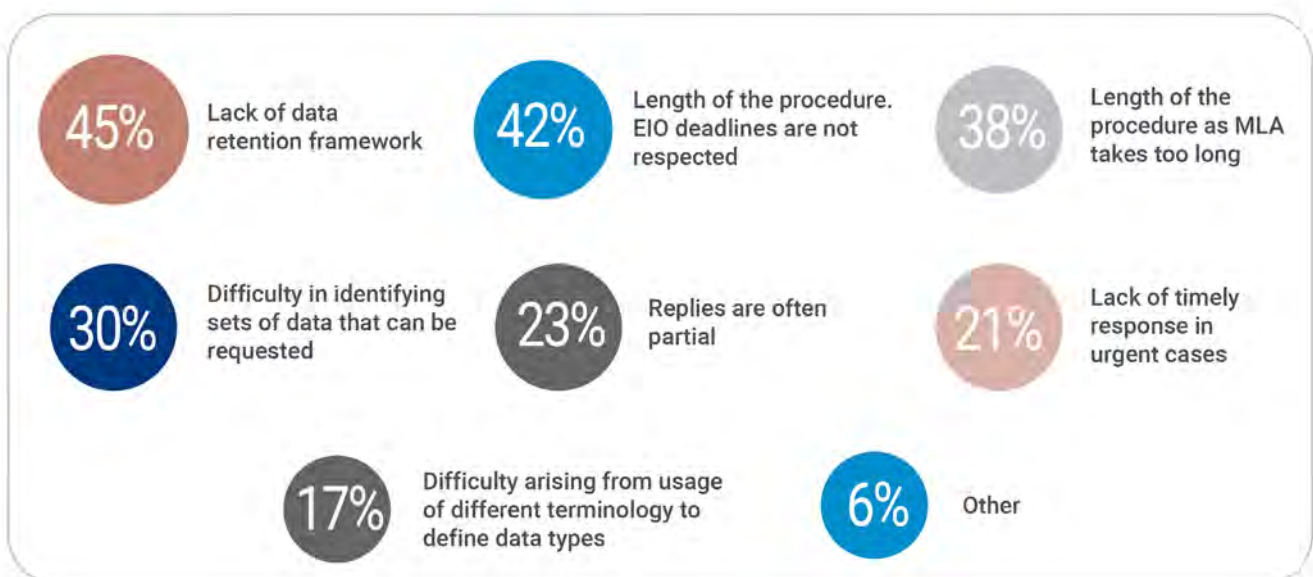 45%
Lack of data
retention framework
42%
Length of the procedure.
EIO deadlines are not
respected
38%
Length of the
procedure as MLA
takes too long
30%
Difficulty in identifying
sets of data that can be
requested
23%
Replies are often
partial
21%
Lack of timely
response in
urgent cases
17%
Difficulty arising from usage
of different terminology to
define data types
6%
Other